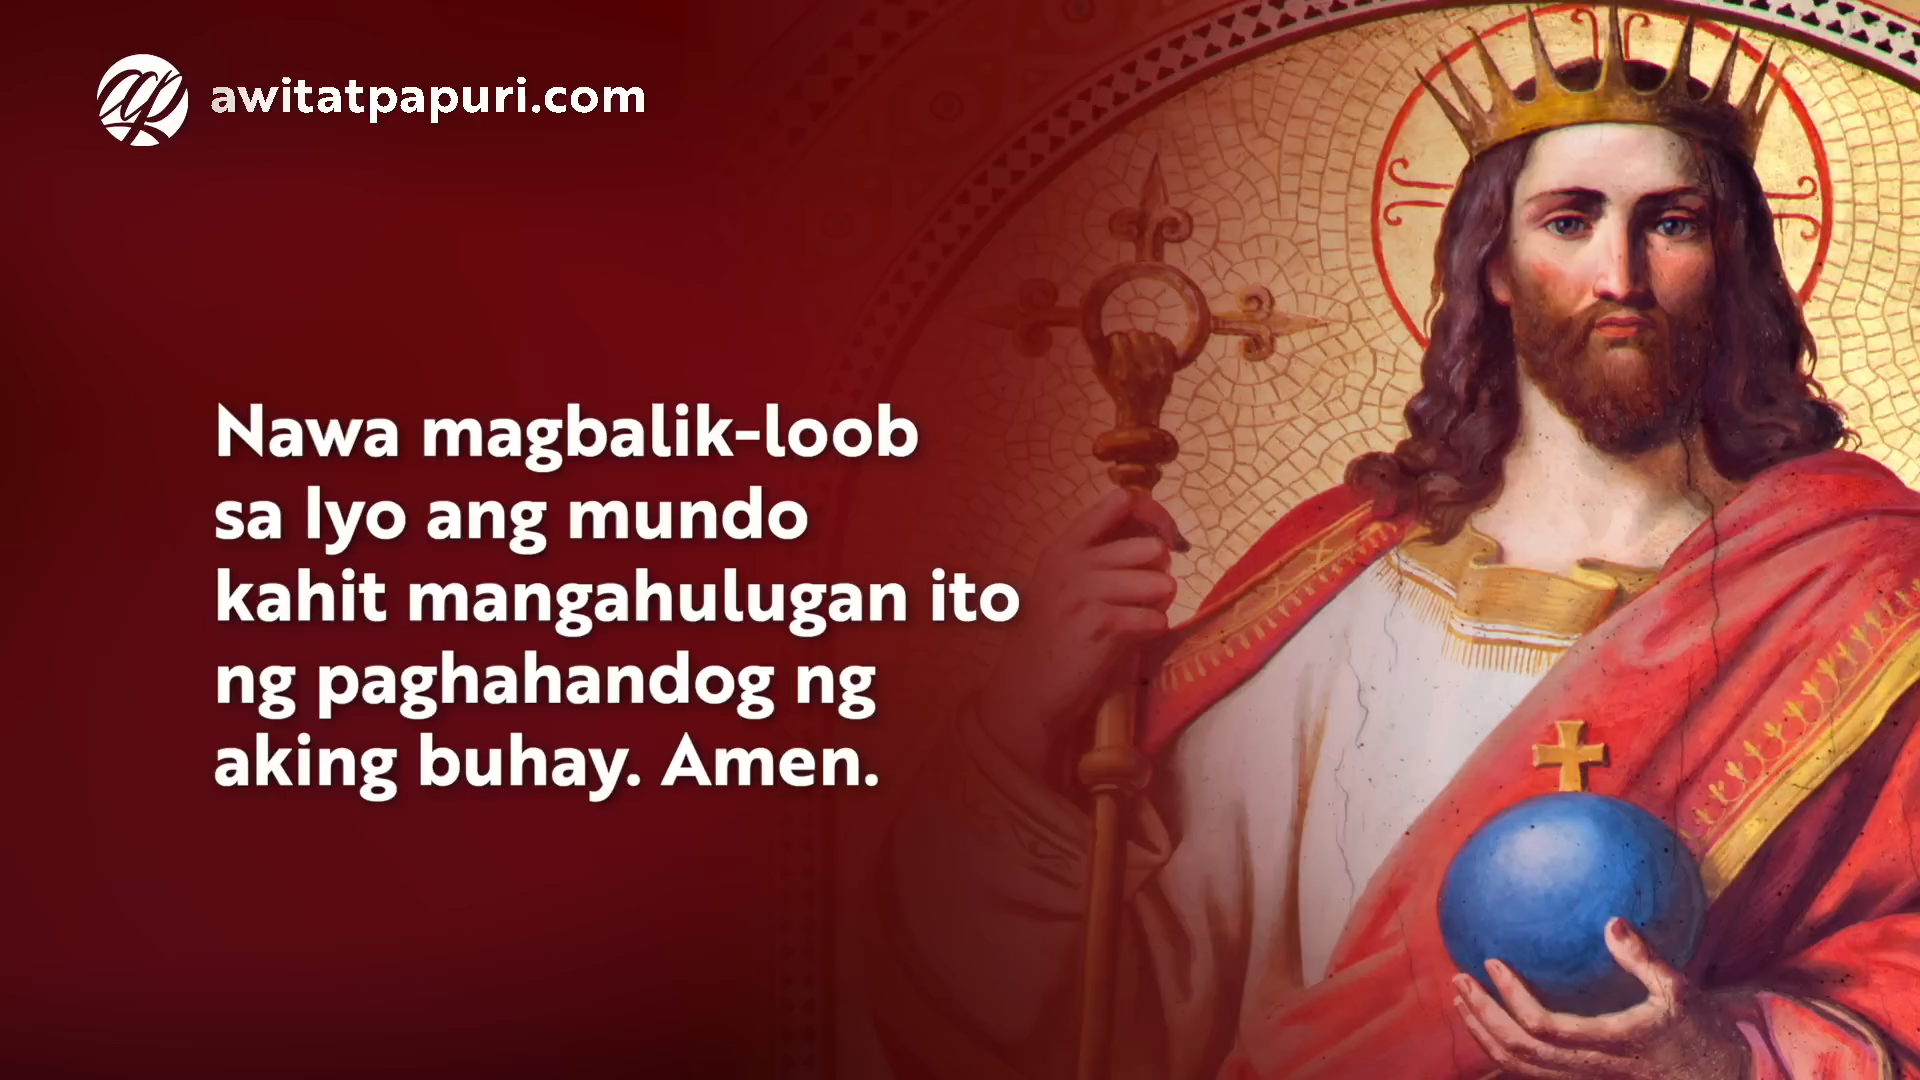 awitatpapuri.com
Nawa magbalik-loob
sa Iyo ang mundo
kahit mangahulugan ito
ng paghahandog ng
aking buhay. Amen.